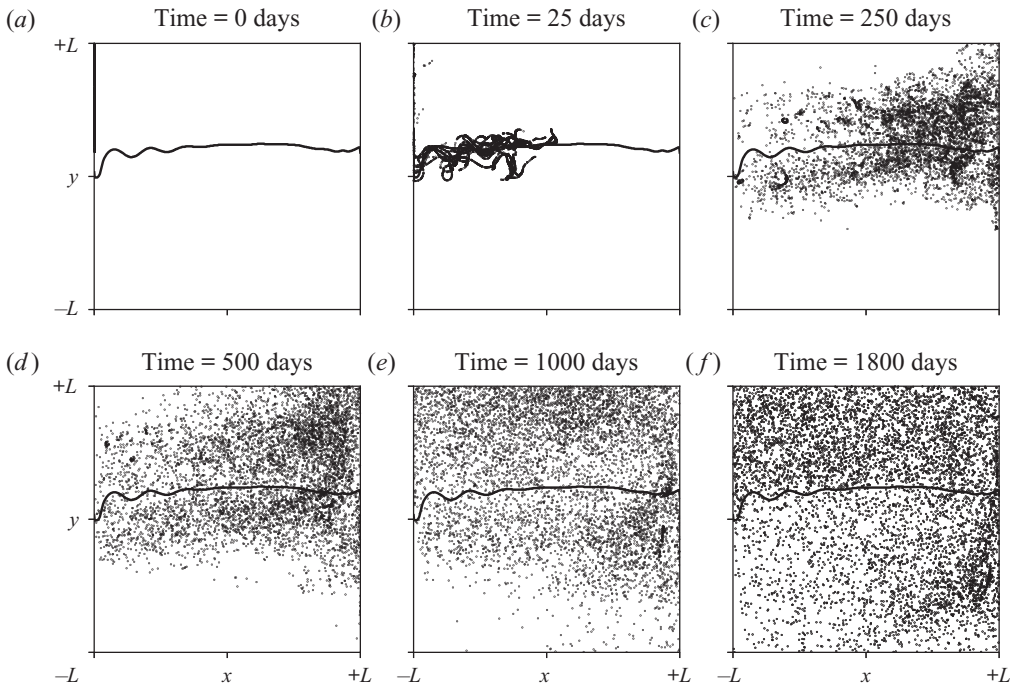 (a) Time = 0 days (b) Time = 25 days (c) Time = 250 days
+L
y
–L
(d) Time = 500 days (e) Time = 1000 days (f) Time = 1800 days
+L
y
–L x +L –L x +L –L x +L